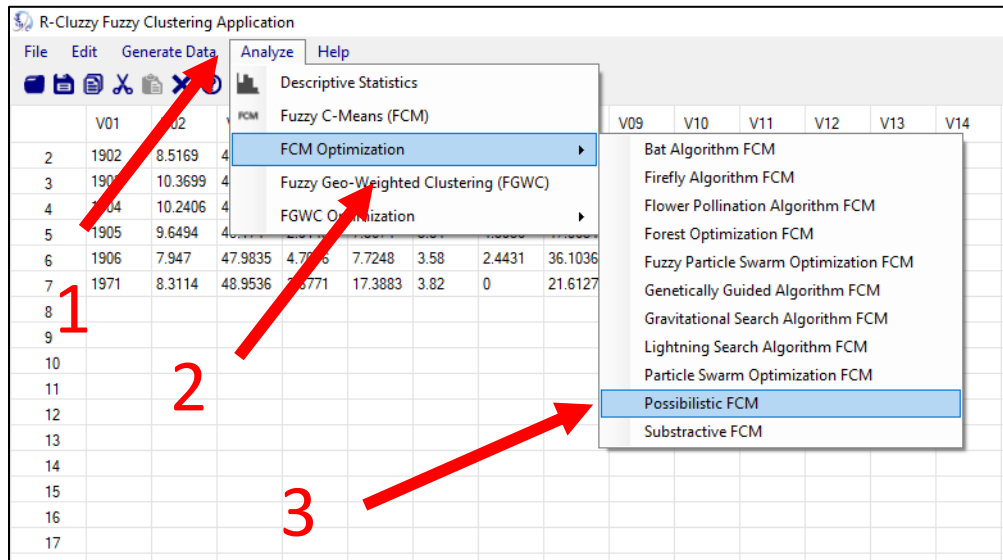 R-Cluzzy Fuzzy Clustering Application
File Edit Generate Data Analyze Help
Descriptive Statistics
FCM Fuzzy C-Means (FCM)
FCM Optimization
Fuzzy Geo-Weighted Clustering (FGWC)
FGWC
Bat Algorithm FCM
Firefly Algorithm FCM
Flower Pollination Algorithm FCM
Forest Optimization FCM
Fuzzy Particle Swarm Optimization FCM
Genetically Guided Algorithm FCM
Gravitational Search Algorithm FCM
Lightning Search Algorithm FCM
Particle Swarm Optimization FCM
Possibilistic FCM
Substractive FCM
V01 V09 V10 V11 V12 V13 V14
2 1902 8.5169
3 10.3699
4 10.2406
5 1905 9.6494
6 1906 7.947 47.9835 7.7248 3.58 2.4431 36.1036
7 1971 8.3114 48.9536 17.3883 3.82 0 21.6127
8
9
10
11
12
13
14
15
16
17
1
2
3